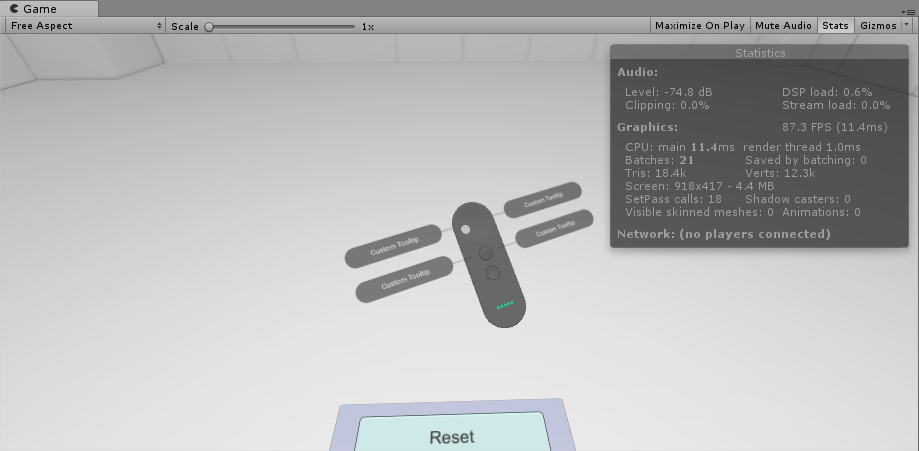 Game
Free Aspect
Scale
1x
Maximize On Play
Mute Audio
Stats
Gizmos
Statistics
Audio:
Level: -74.8 dB DSP load: 0.6%
Clipping: 0.0% Stream load: 0.0%
Graphics: 87.3 FPS (11.4ms)
CPU: main 11.4ms render thread 1.0ms
Batches: 21 Saved by batching: 0
Tris: 18.4k Verts: 12.3k
Screen: 918x417 - 4.4 MB
SetPass calls: 18 Shadow casters: 0
Visible skinned meshes: 0 Animations: 0
Network: (no players connected)
Custom Tooltip
Custom Tooltip
Custom Tooltip
Custom Tooltip
Reset